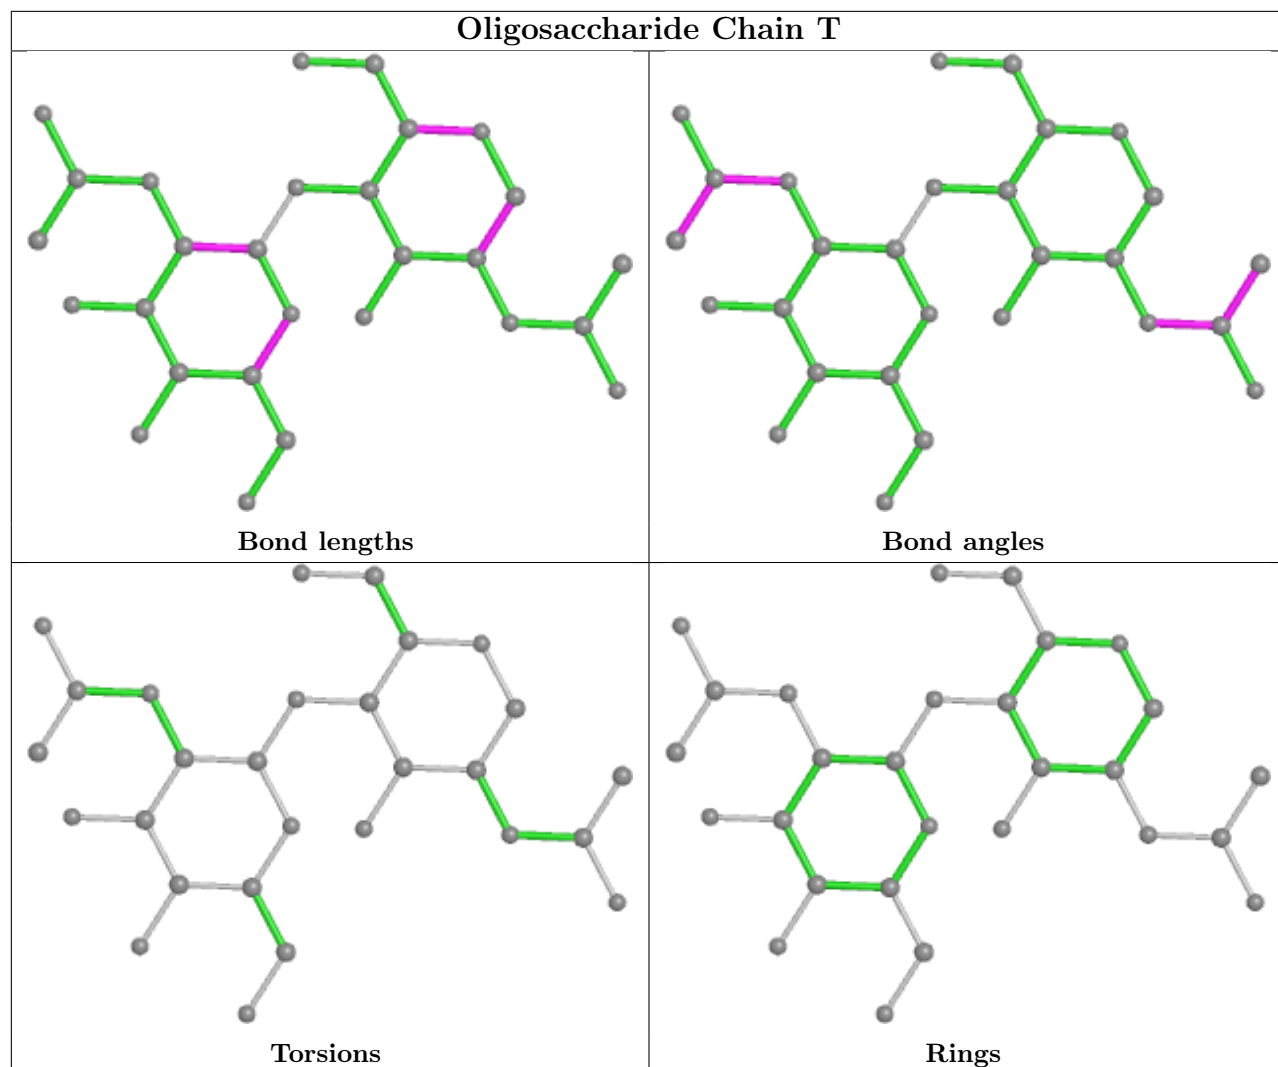 Oligosaccharide Chain T
Bond lengths
Bond angles
Torsions
Rings